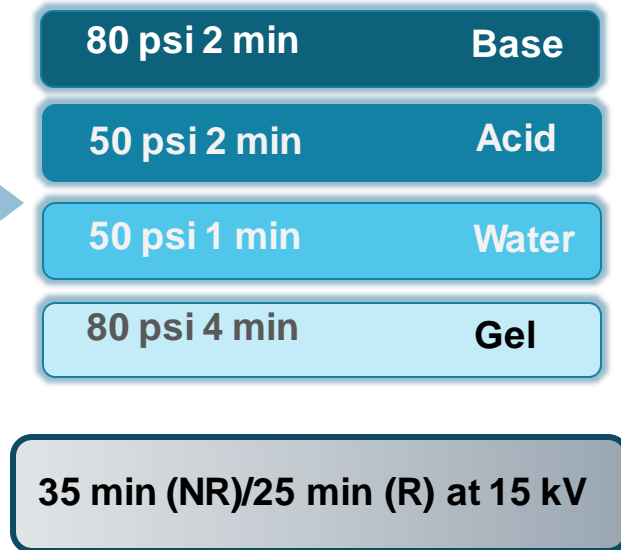 80 psi 2 min Base
50 psi 2 min Acid
50 psi 1 min Water
80 psi 4 min Gel
35 min (NR)/25 min (R) at 15 kV